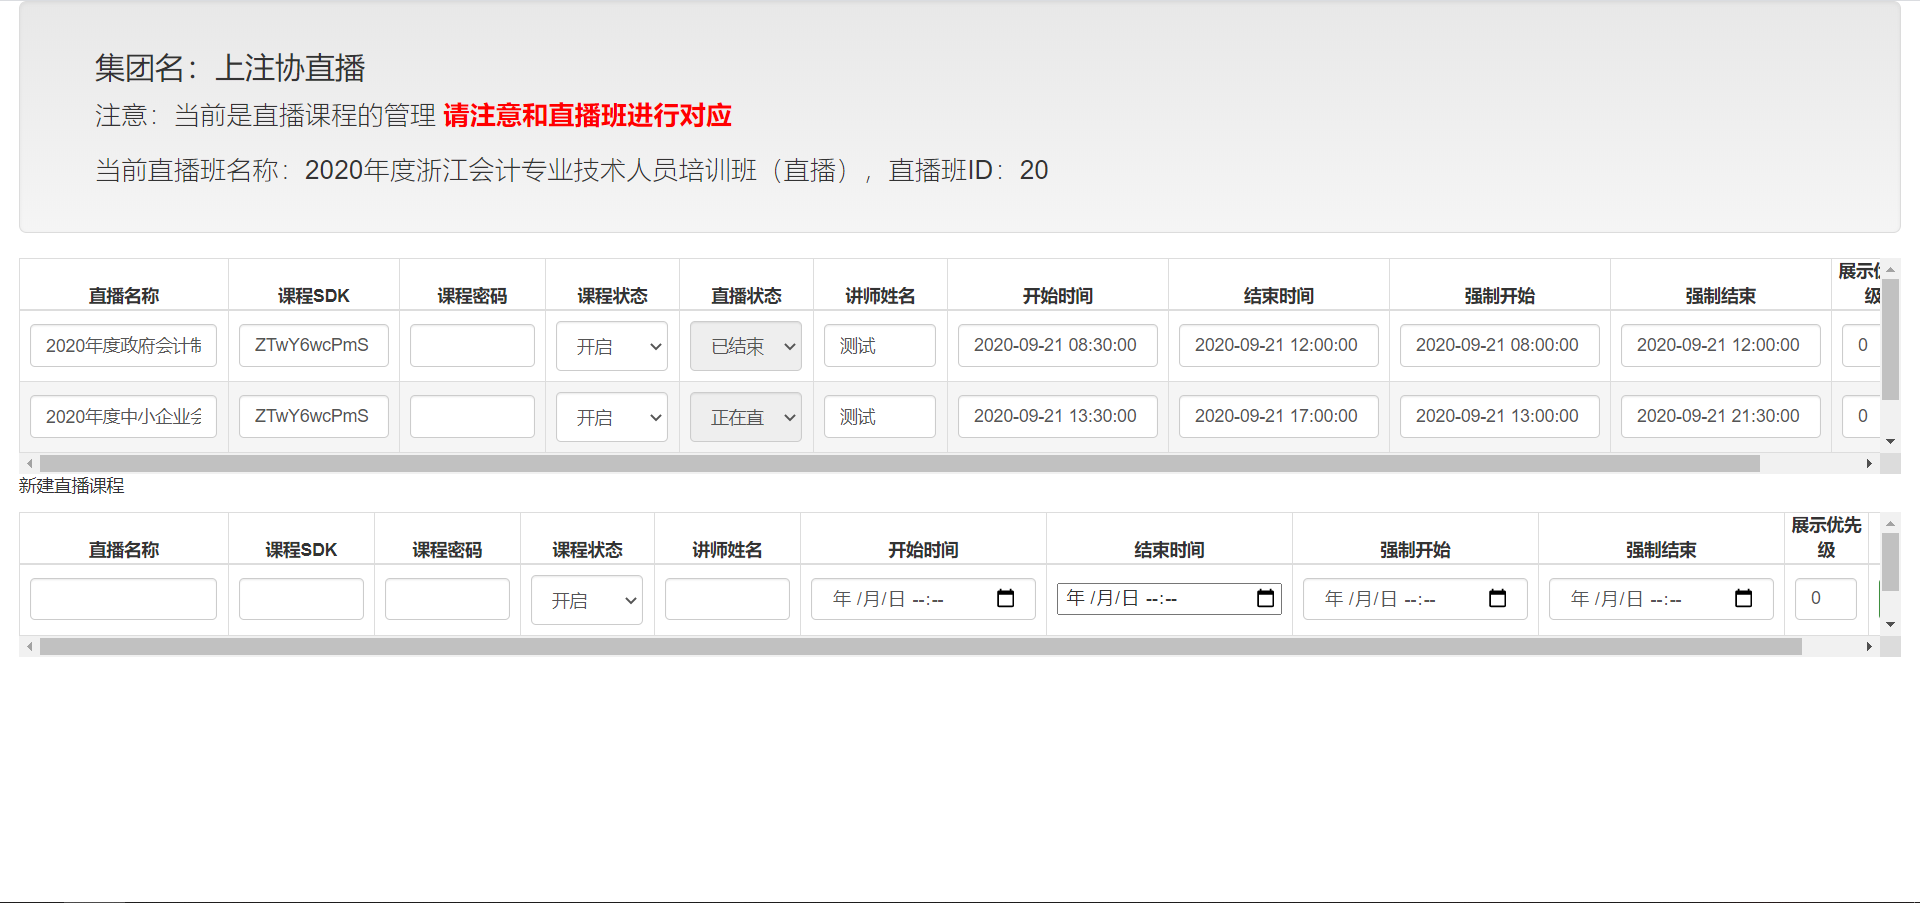 集团名：上注协直播
注意：当前是直播课程的管理 请注意和直播班进行对应
当前直播班名称：2020年度浙江会计专业技术人员培训班（直播），直播班ID：20
直播名称 课程SDK 课程密码 课程状态 直播状态 讲师姓名 开始时间 结束时间 强制开始 强制结束 展示优级
2020年度政府会计制 ZTwY6wcPmS 开启 已结束 测试 2020-09-21 08:30:00 2020-09-21 12:00:00 2020-09-21 08:00:00 2020-09-21 12:00:00 0
2020年度中小企业会 ZTwY6wcPmS 开启 正在直 测试 2020-09-21 13:30:00 2020-09-21 17:00:00 2020-09-21 13:00:00 2020-09-21 21:30:00 0
新建直播课程
直播名称 课程SDK 课程密码 课程状态 讲师姓名 开始时间 结束时间 强制开始 强制结束 展示优先级
开启 年 /月/日 --:-- 年 /月/日 --:-- 年 /月/日 --:-- 年 /月/日 --:-- 0